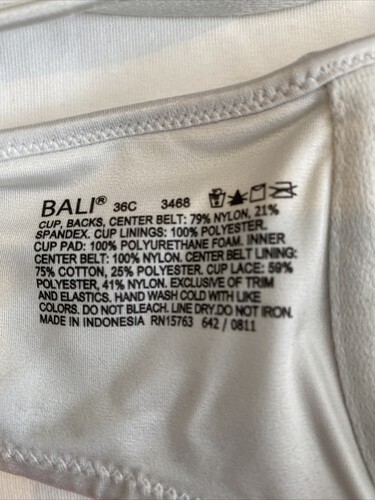 BALI® 36C 3468
CUP, BACKS, CENTER BELT: 79% NYLON, 21%
SPANDEX. CUP LININGS: 100% POLYESTER.
CUP PAD: 100% POLYURETHANE FOAM. INNER
CENTER BELT: 100% NYLON. CENTER BELT LINING:
75% COTTON, 25% POLYESTER. CUP LACE: 59%
POLYESTER, 41% NYLON. EXCLUSIVE OF TRIM
AND ELASTICS. HAND WASH COLD WITH LIKE
COLORS. DO NOT BLEACH. LINE DRY. DO NOT IRON.
MADE IN INDONESIA RN15763 642 / 0811